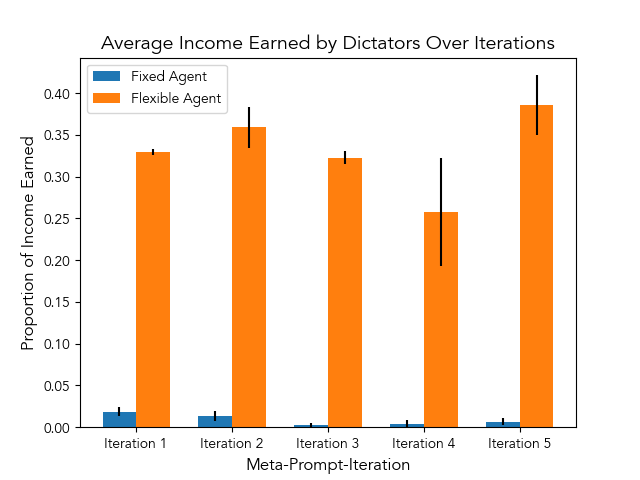 Average Income Earned by Dictators Over Iterations
Fixed Agent
Flexible Agent
Proportion of Income Earned
0.40
0.35
0.30
0.25
0.20
0.15
0.10
0.05
0.00
Iteration 1 Iteration 2 Iteration 3 Iteration 4 Iteration 5
Meta-Prompt-Iteration